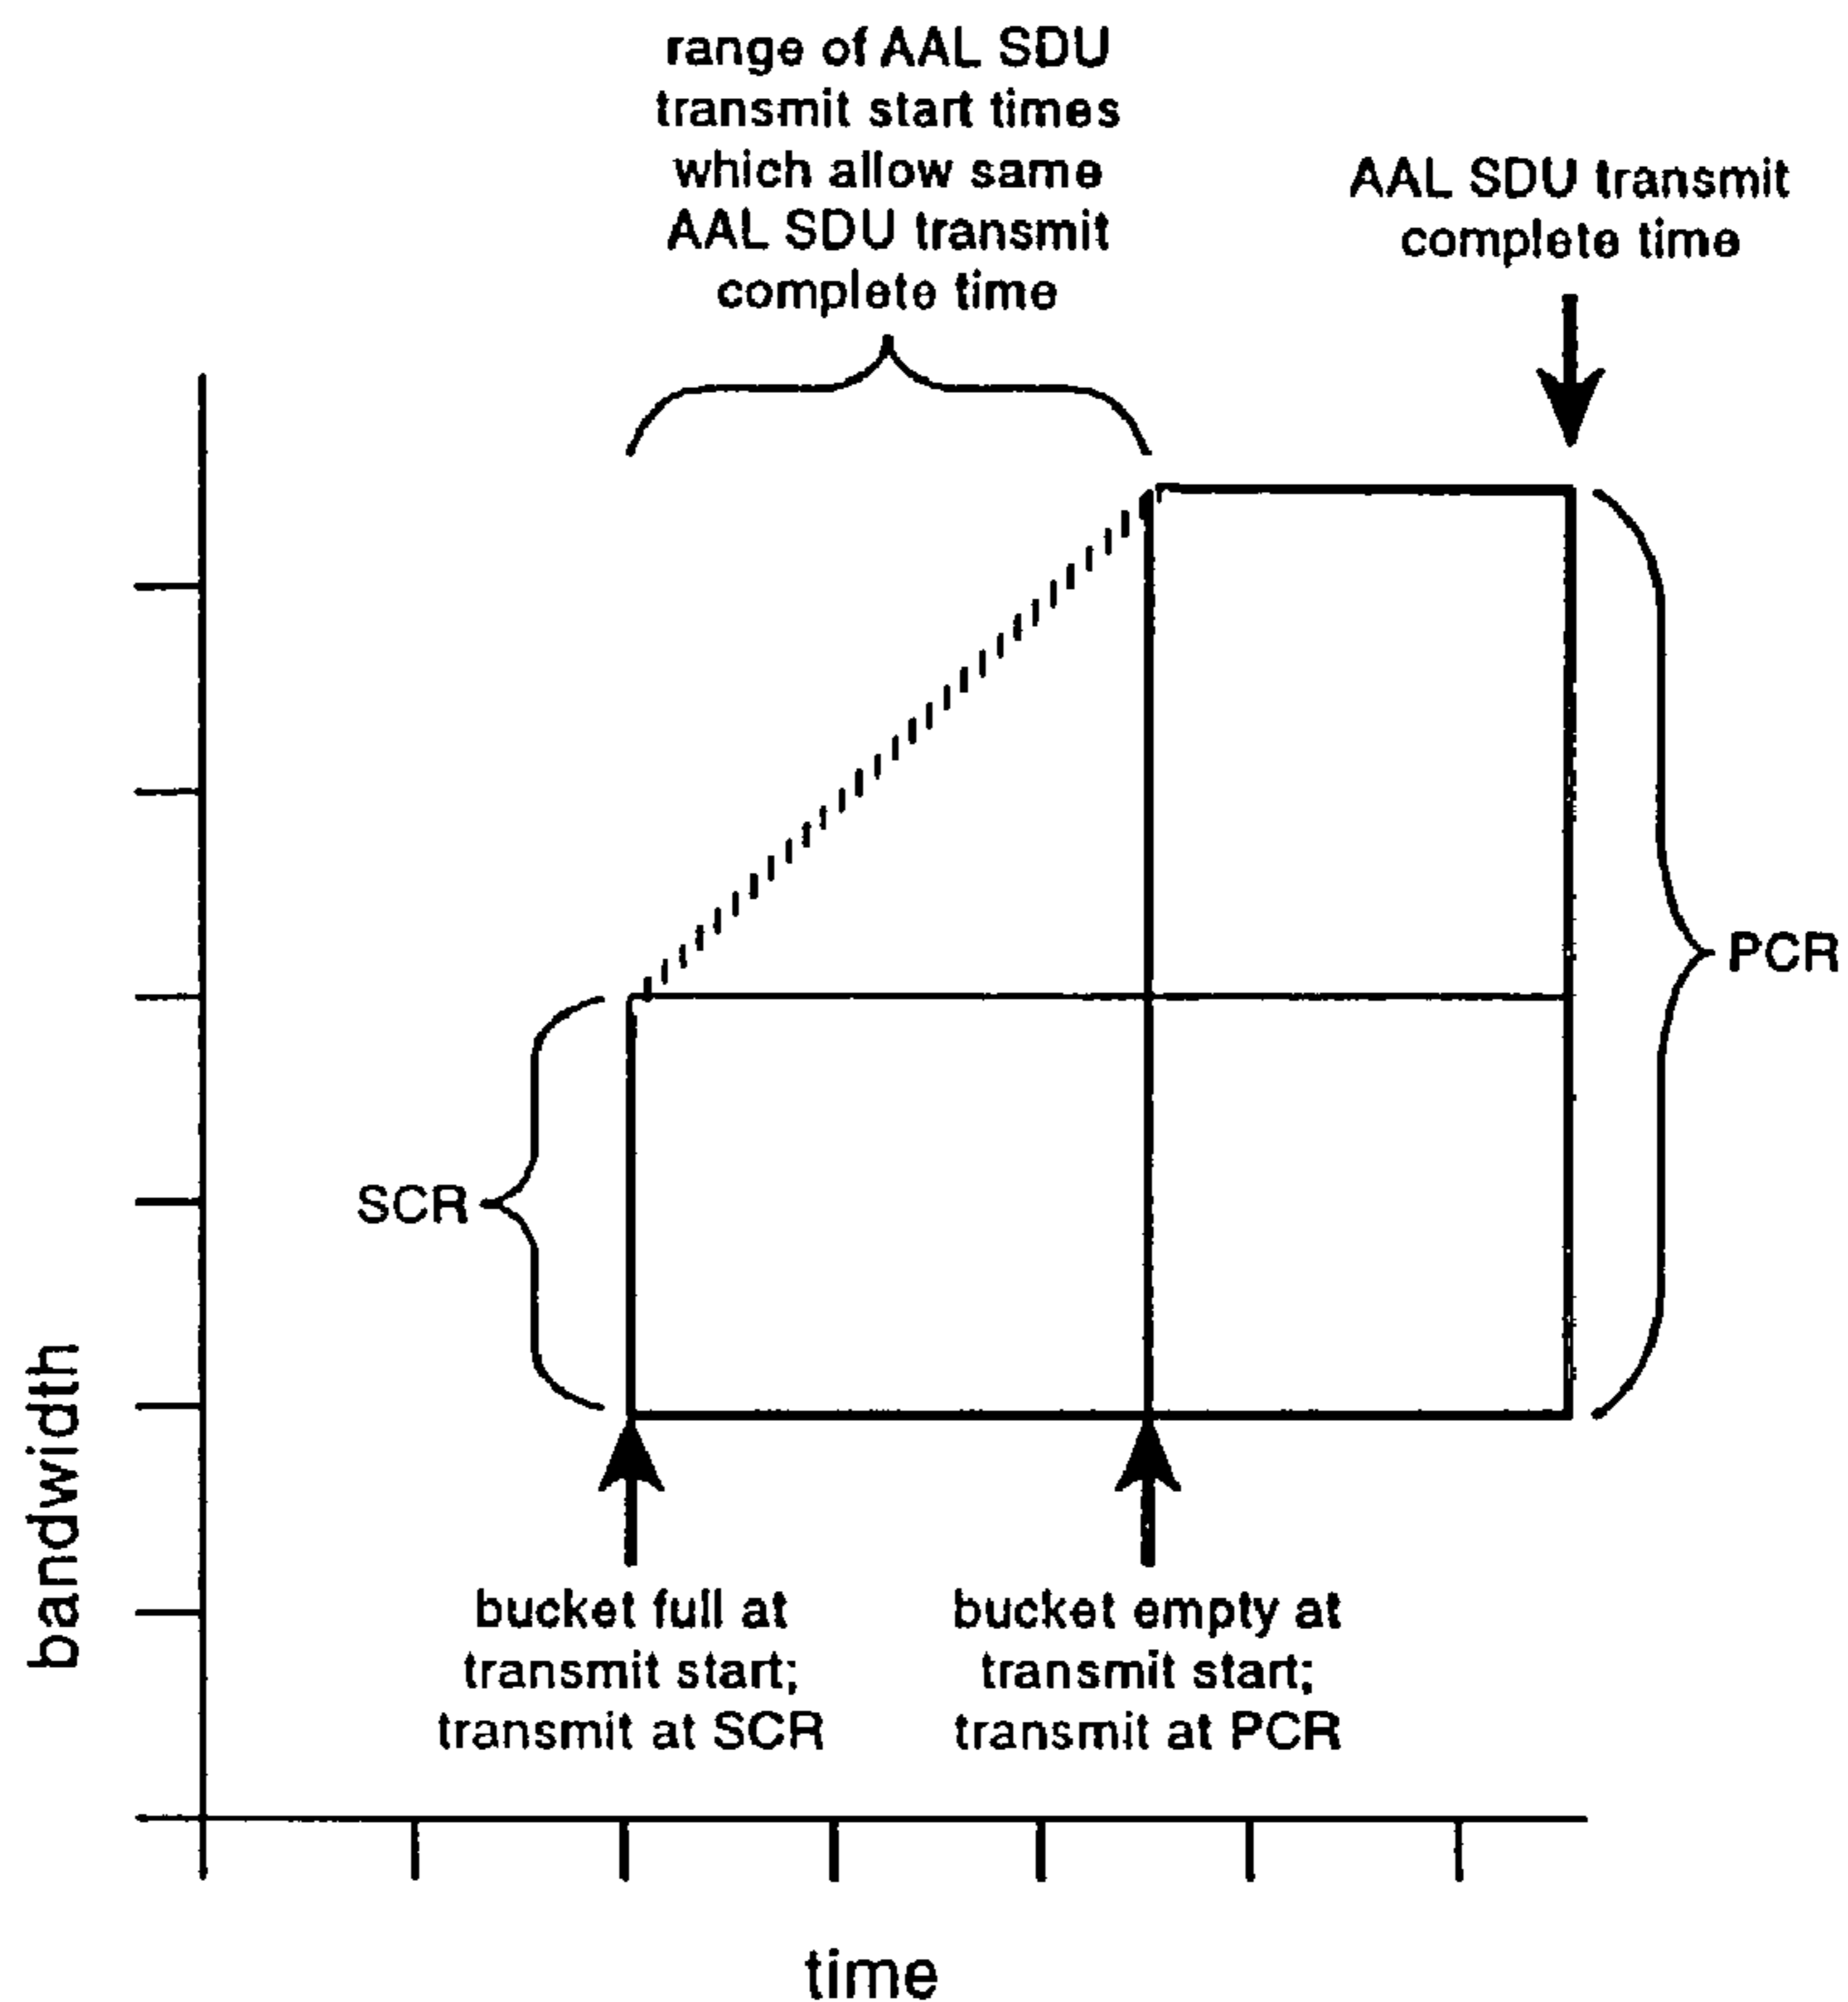 range of AAL SDU
transmit start times
which allow same
AAL SDU transmit
complete time
AAL SDU transmit
complete time
PCR
SCR
bandwidth
bucket full at
transmit start;
transmit at SCR
bucket empty at
transmit start;
transmit at PCR
time